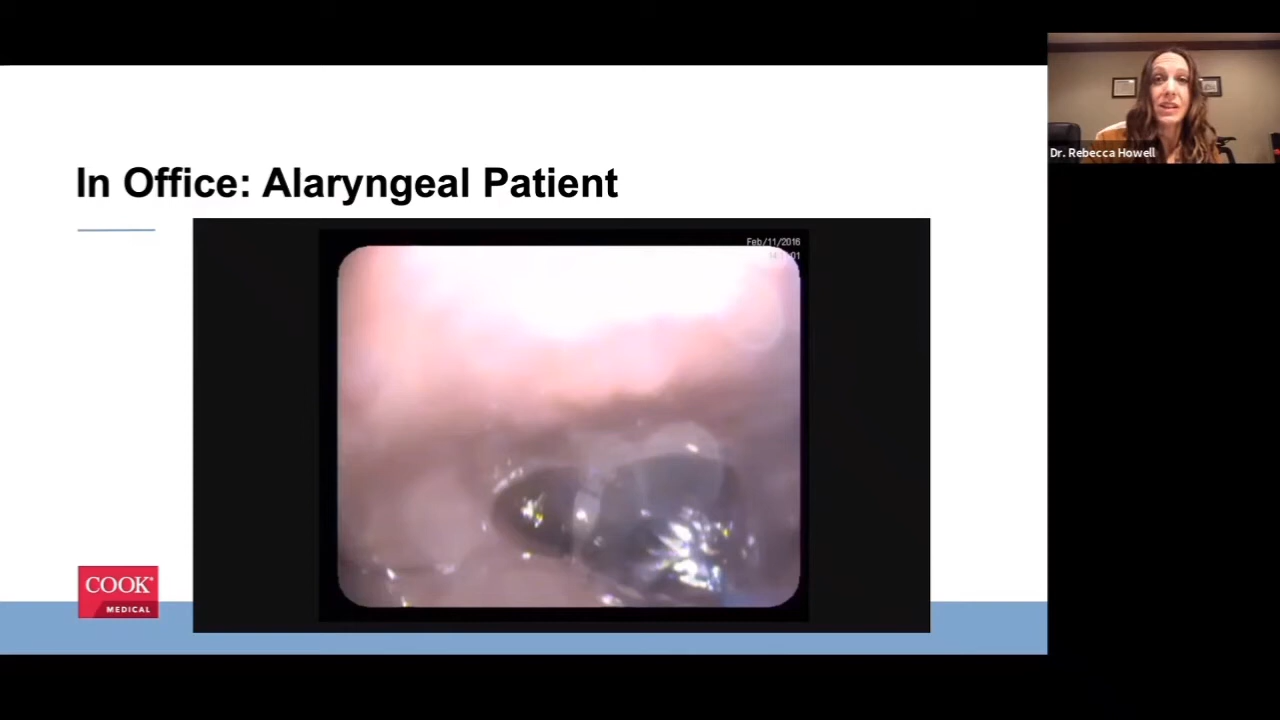 Dr. Rebecca Howell
In Office: Alaryngeal Patient
Feb/11/2016
COOK®
MEDICAL